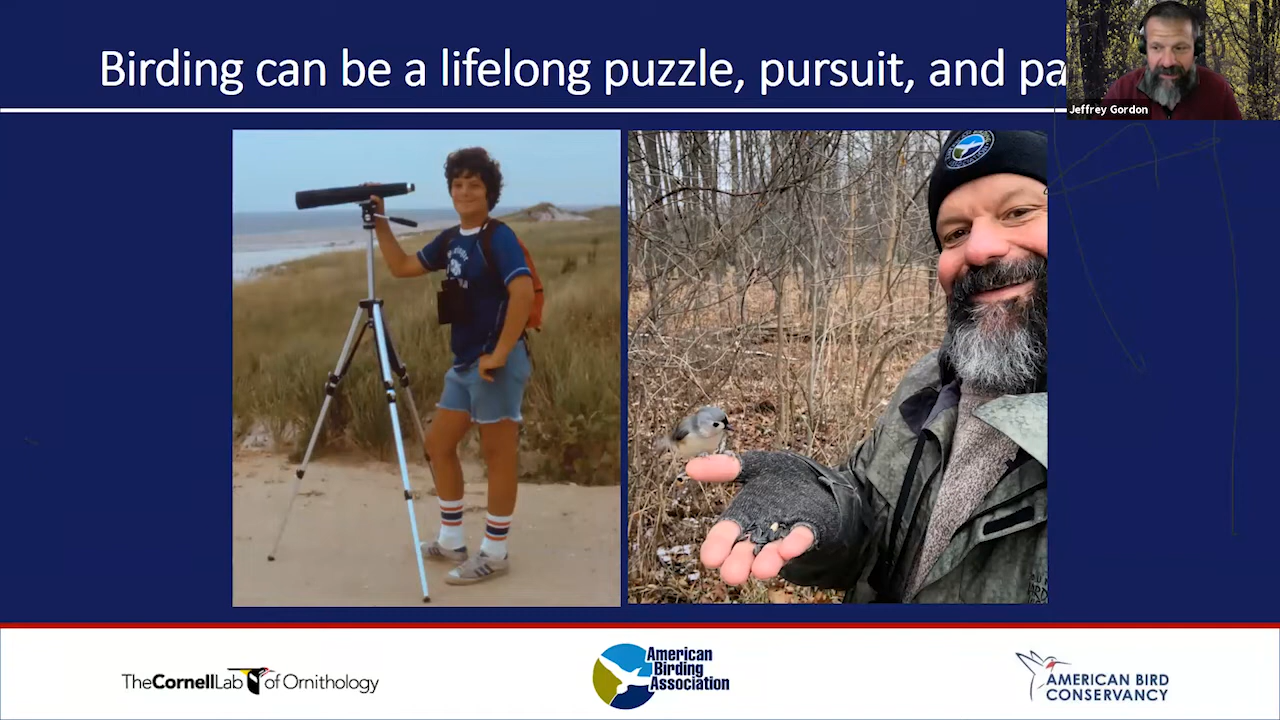 Birding can be a lifelong puzzle, pursuit, and pa
Jeffrey Gordon
TheCornellLab of Ornithology
American
Birding
Association
AMERICAN BIRD
CONSERVANCY